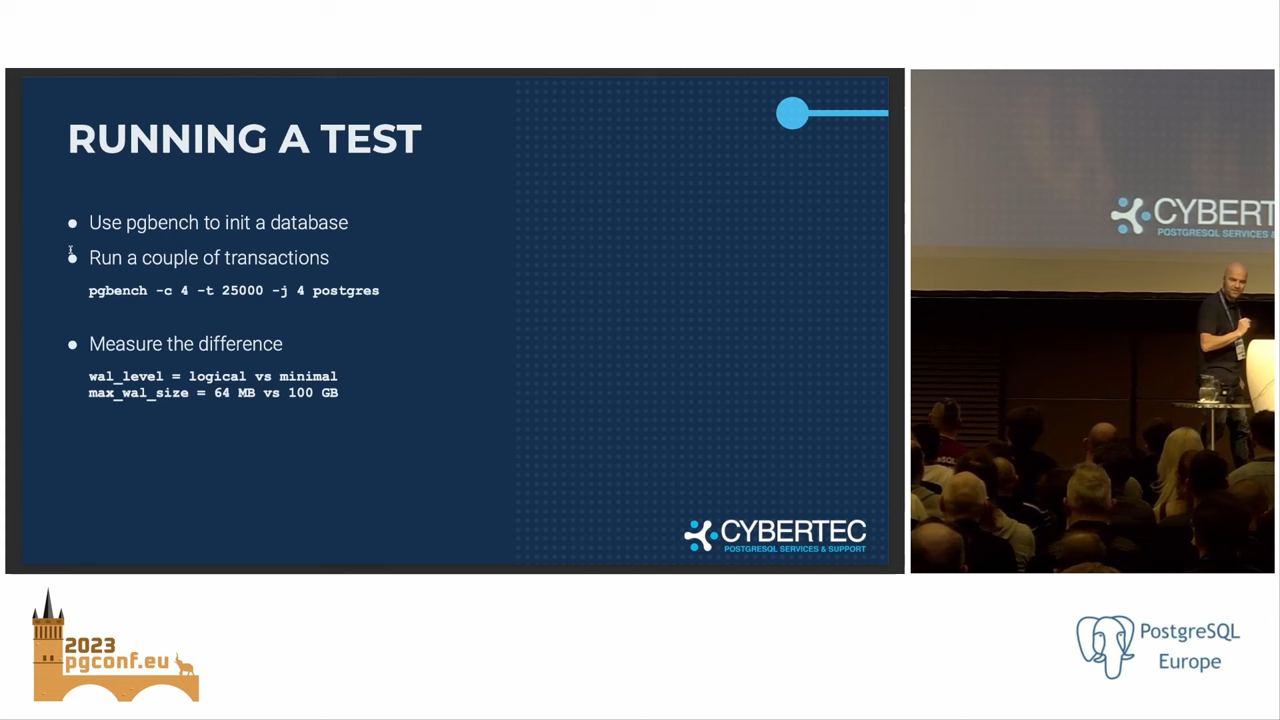 RUNNING A TEST
Use pgbench to init a database
Run a couple of transactions
pgbench -c 4 -t 25000 -j 4 postgres
Measure the difference
wal_level = logical vs minimal
max_wal_size = 64 MB vs 100 GB
CYBERTEC
POSTGRESQL SERVICES & SUPPORT
CYBERT
POSTGRESQL SERVICES &
2023
pgconf.eu
PostgreSQL
Europe